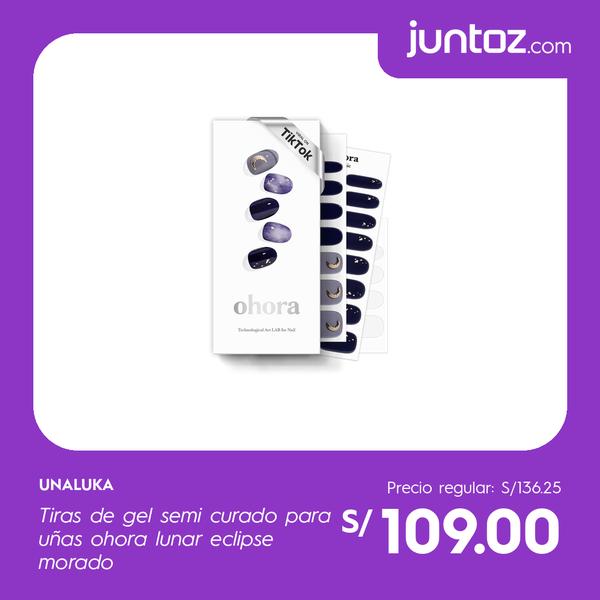 juntoz.com
TikTok
ora
ohora
Technological Art LAB for Nail
UNALUKA
Tiras de gel semi curado para
uñas ohora lunar eclipse
morado
Precio regular: S/136.25
S/109.00